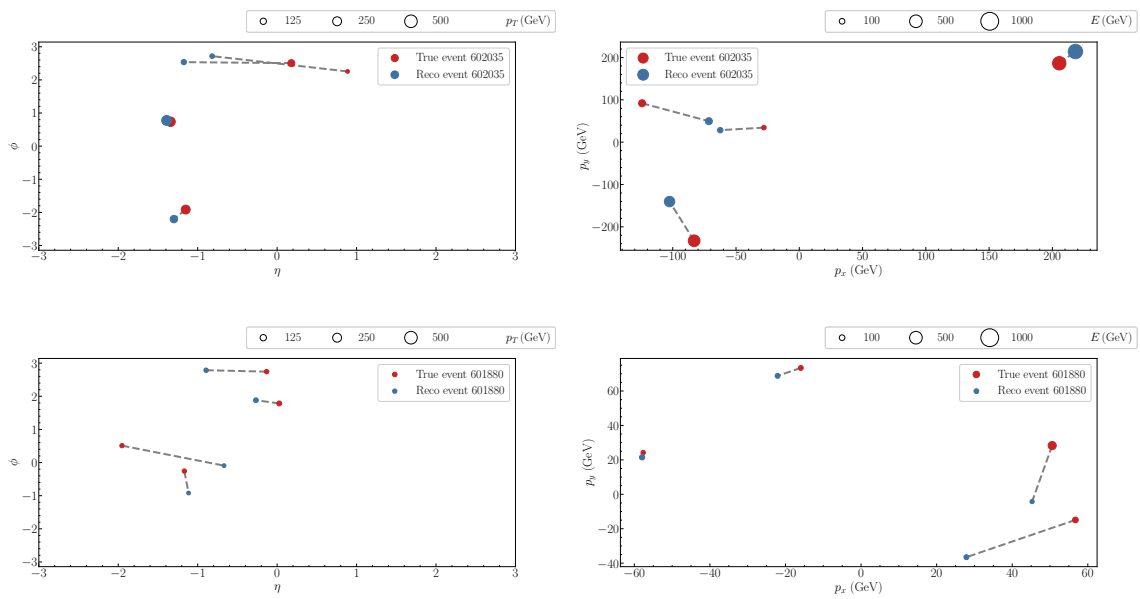 125 250 500 p_T (GeV)
100 500 1000 E (GeV)
True event 602035
Reco event 602035
True event 602035
Reco event 602035
3
2
1
0
−1
−2
−3
ϕ
−3 −2 −1 0 1 2 3
η
200
100
0
−100
−200
p_y (GeV)
−100 −50 0 50 100 150 200
p_x (GeV)
125 250 500 p_T (GeV)
100 500 1000 E (GeV)
True event 601880
Reco event 601880
True event 601880
Reco event 601880
3
2
1
0
−1
−2
−3
ϕ
−3 −2 −1 0 1 2 3
η
60
40
20
0
−20
−40
p_y (GeV)
−60 −40 −20 0 20 40 60
p_x (GeV)